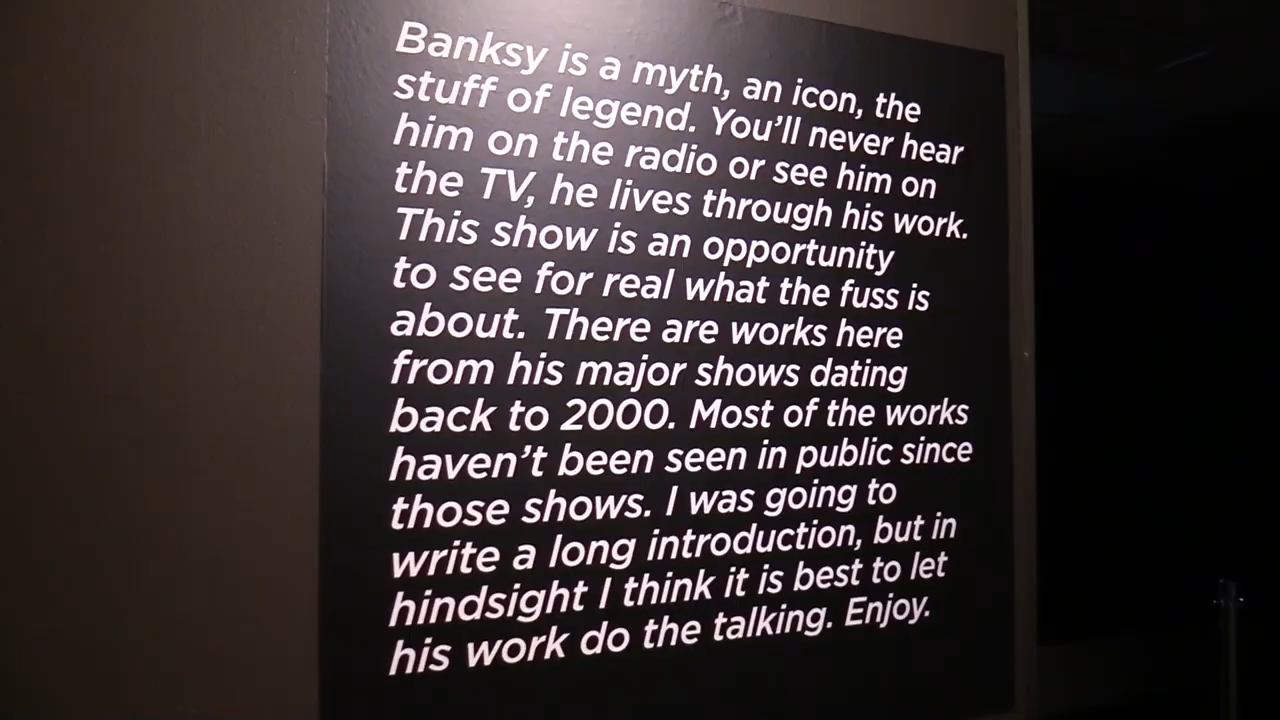 Banksy is a myth, an icon, the
stuff of legend. You'll never hear
him on the radio or see him on
the TV, he lives through his work.
This show is an opportunity
to see for real what the fuss is
about. There are works here
from his major shows dating
back to 2000. Most of the works
haven't been seen in public since
those shows. I was going to
write a long introduction, but in
hindsight I think it is best to let
his work do the talking. Enjoy.